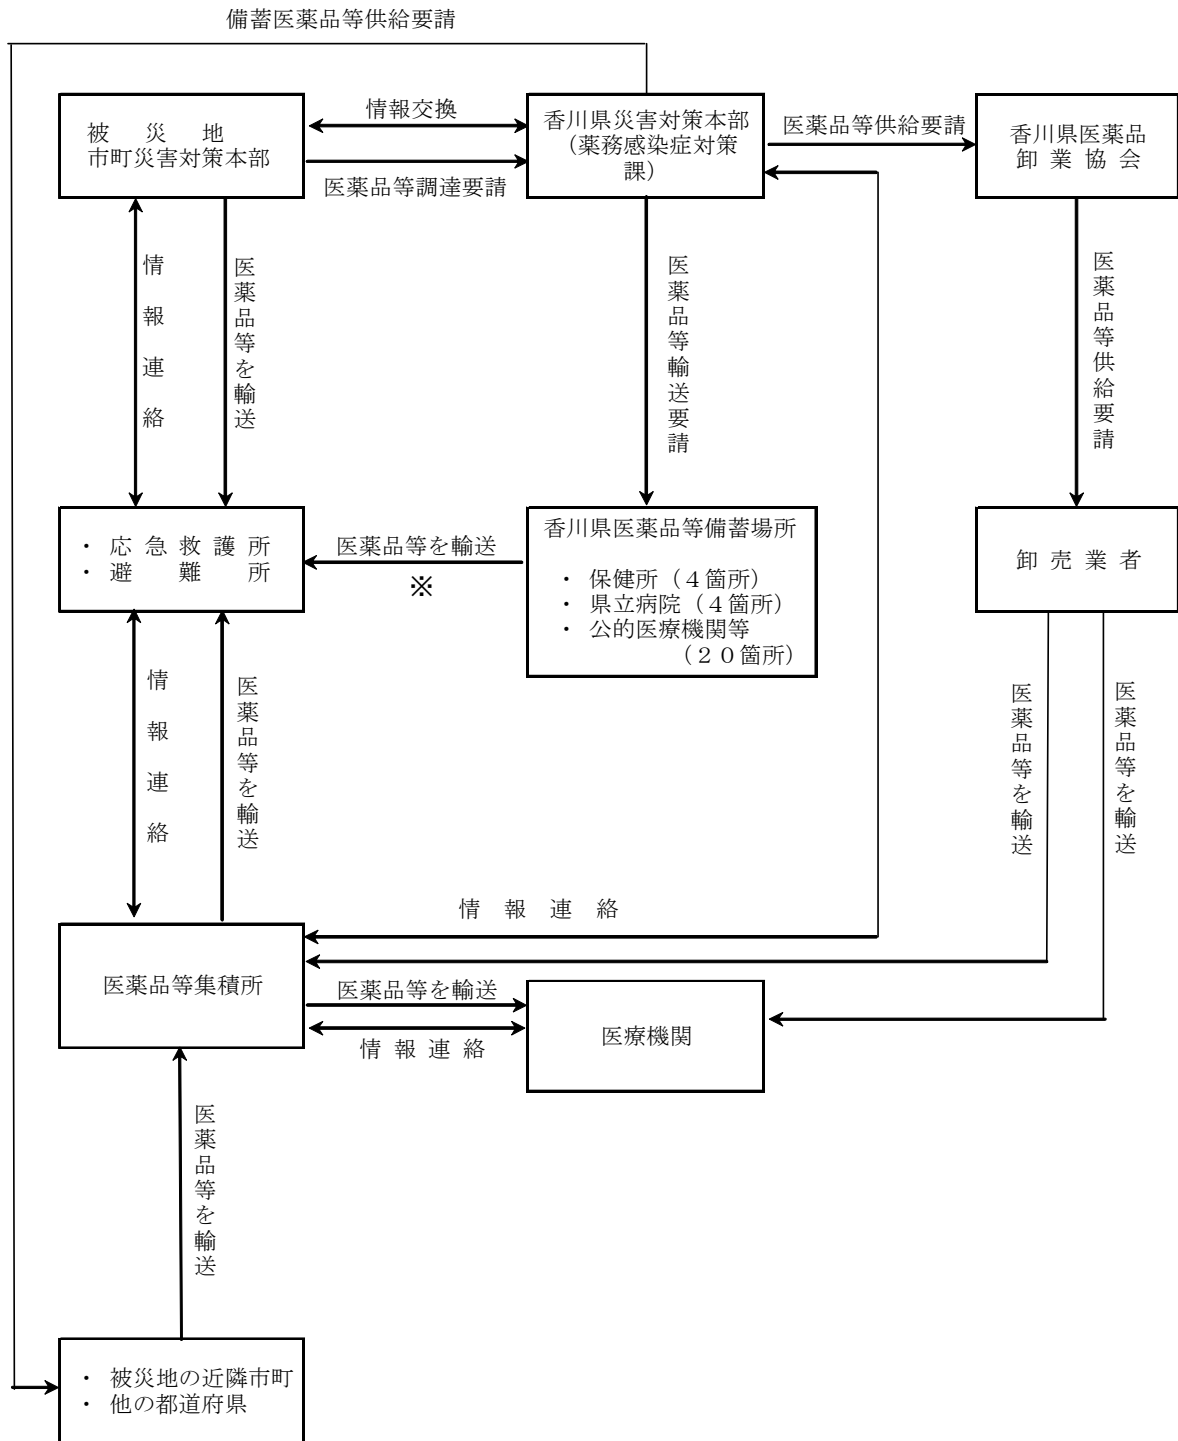 備蓄医薬品等供給要請
被災地
市町災害対策本部
情報交換
医薬品等調達要請
香川県災害対策本部
（薬務感染症対策
課）
医薬品等供給要請
香川県医薬品
卸業協会
情報連絡
医薬品等を輸送
医薬品等輸送要請
医薬品等供給要請
・ 応急救護所
・ 避難所
医薬品等を輸送
※
香川県医薬品等備蓄場所
・ 保健所（４箇所）
・ 県立病院（４箇所）
・ 公的医療機関等
（２０箇所）
卸売業者
情報連絡
医薬品等を輸送
医薬品等を輸送
医薬品等を輸送
情報連絡
医薬品等集積所
医薬品等を輸送
情報連絡
医療機関
医薬品等を輸送
・ 被災地の近隣市町
・ 他の都道府県